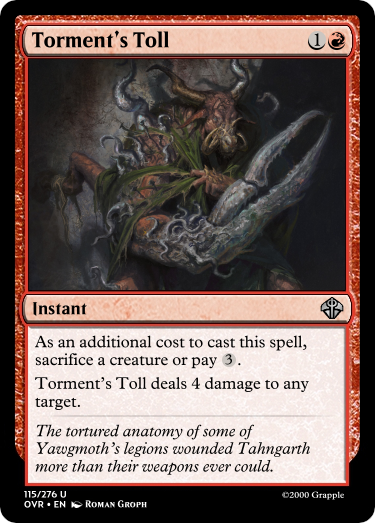 Torment's Toll 1
Instant
As an additional cost to cast this spell,
sacrifice a creature or pay 3.
Torment's Toll deals 4 damage to any
target.
The tortured anatomy of some of
Yawgmoth's legions wounded Tahngarth
more than their weapons ever could.
115/276 U
OVR • EN Roman Groph
©2000 Grapple